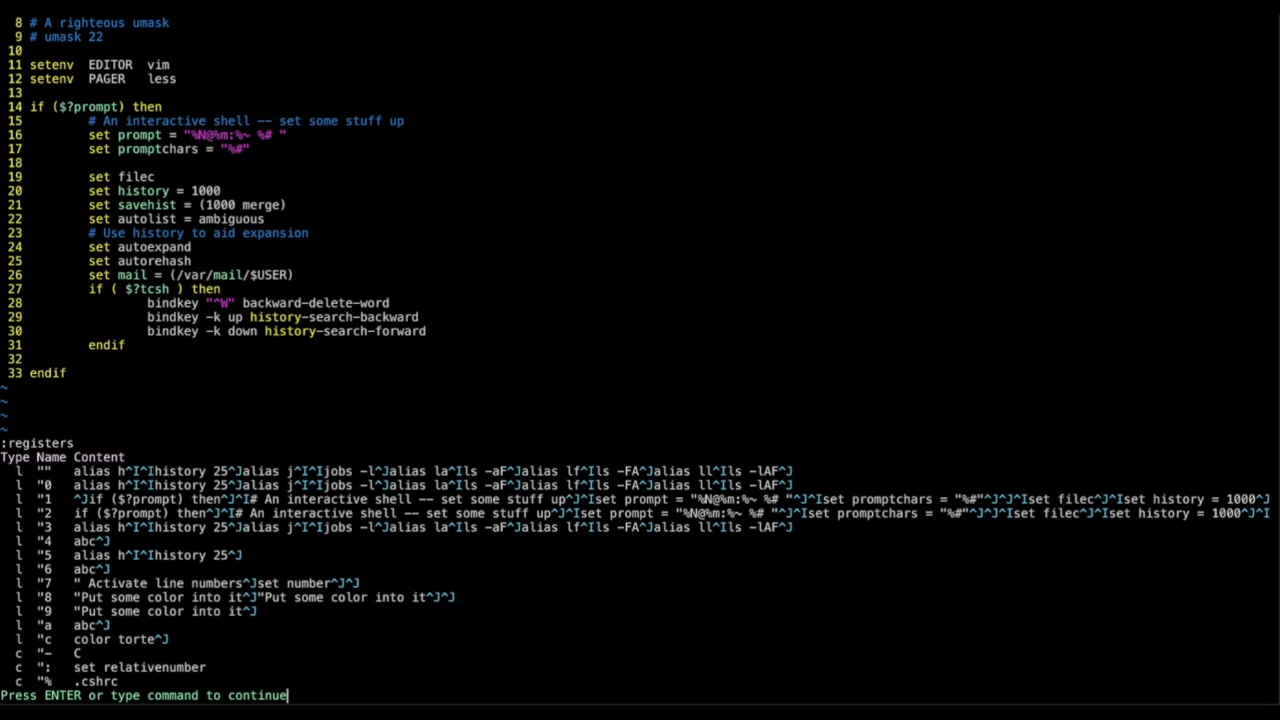 8 # A righteous umask
9 # umask 22
10
11 setenv  EDITOR  vim
12 setenv  PAGER   less
13
14 if ($?prompt) then
15         # An interactive shell -- set some stuff up
16         set prompt = "%N@%m:%~ %# "
17         set promptchars = "%#"
18
19         set filec
20         set history = 1000
21         set savehist = (1000 merge)
22         set autolist = ambiguous
23         # Use history to aid expansion
24         set autoexpand
25         set autorehash
26         set mail = (/var/mail/$USER)
27         if ( $?tcsh ) then
28                 bindkey "^W" backward-delete-word
29                 bindkey -k up history-search-backward
30                 bindkey -k down history-search-forward
31         endif
32
33 endif
~
~
~
~
:registers
Type Name Content
  l  ""   alias h^I^Ihistory 25^Jalias j^I^Ijobs -l^Jalias la^Ils -aF^Jalias lf^Ils -FA^Jalias ll^Ils -lAF^J
  l  "0   alias h^I^Ihistory 25^Jalias j^I^Ijobs -l^Jalias la^Ils -aF^Jalias lf^Ils -FA^Jalias ll^Ils -lAF^J
  l  "1   ^Jif ($?prompt) then^J^I# An interactive shell -- set some stuff up^J^Iset prompt = "%N@%m:%~ %# "^J^Iset promptchars = "%#"^J^J^Iset filec^J^Iset history = 1000^J
  l  "2   if ($?prompt) then^J^I# An interactive shell -- set some stuff up^J^Iset prompt = "%N@%m:%~ %# "^J^Iset promptchars = "%#"^J^J^Iset filec^J^Iset history = 1000^J^I
  l  "3   alias h^I^Ihistory 25^Jalias j^I^Ijobs -l^Jalias la^Ils -aF^Jalias lf^Ils -FA^Jalias ll^Ils -lAF^J
  l  "4   abc^J
  l  "5   alias h^I^Ihistory 25^J
  l  "6   abc^J
  l  "7   " Activate line numbers^Jset number^J^J
  l  "8   "Put some color into it^J"Put some color into it^J^J
  l  "9   "Put some color into it^J
  l  "a   abc^J
  l  "c   color torte^J
  c  "-   C
  c  ":   set relativenumber
  c  "%   .cshrc
Press ENTER or type command to continue